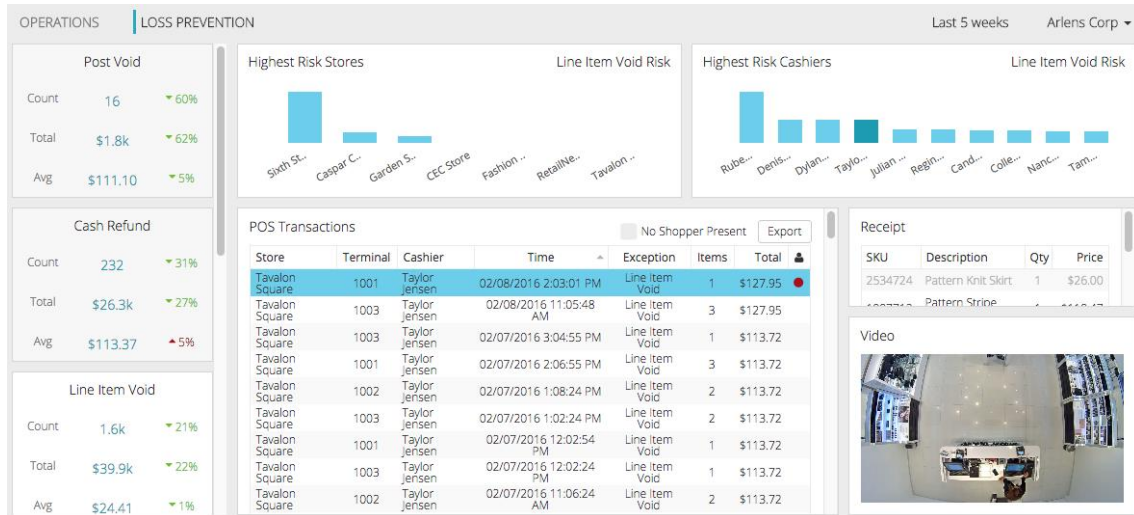 OPERATIONS LOSS PREVENTION Last 5 weeks Arlens Corp
Post Void
Count 16 60%
Total $1.8k 62%
Avg $111.10 5%
Cash Refund
Count 232 31%
Total $26.3k 27%
Avg $113.37 5%
Line Item Void
Count 1.6k 21%
Total $39.9k 22%
Avg $24.41 1%
Highest Risk Stores Line Item Void Risk
Sixth St... Caspar C... Garden S... CEC Store Fashion ... RetailNe... Tavalon ...
Highest Risk Cashiers Line Item Void Risk
Rube... Denis... Dylan... Taylo... Julian ... Regin... Cand... Colle... Nanc... Tam...
POS Transactions No Shopper Present Export
Store Terminal Cashier Time Exception Items Total
Tavalon Square 1001 Taylor Jensen 02/08/2016 2:03:01 PM Line Item Void 1 $127.95
Tavalon Square 1003 Taylor Jensen 02/08/2016 11:05:48 AM Line Item Void 3 $127.95
Tavalon Square 1003 Taylor Jensen 02/07/2016 3:04:55 PM Line Item Void 1 $113.72
Tavalon Square 1001 Taylor Jensen 02/07/2016 2:06:55 PM Line Item Void 3 $113.72
Tavalon Square 1002 Taylor Jensen 02/07/2016 1:08:24 PM Line Item Void 2 $113.72
Tavalon Square 1003 Taylor Jensen 02/07/2016 1:02:24 PM Line Item Void 2 $113.72
Tavalon Square 1001 Taylor Jensen 02/07/2016 12:02:54 PM Line Item Void 1 $113.72
Tavalon Square 1003 Taylor Jensen 02/07/2016 12:02:24 PM Line Item Void 1 $113.72
Tavalon Square 1002 Taylor Jensen 02/07/2016 11:06:24 AM Line Item Void 2 $113.72
Receipt
SKU Description Qty Price
2534724 Pattern Knit Skirt 1 $26.00
Pattern Stripe
Video